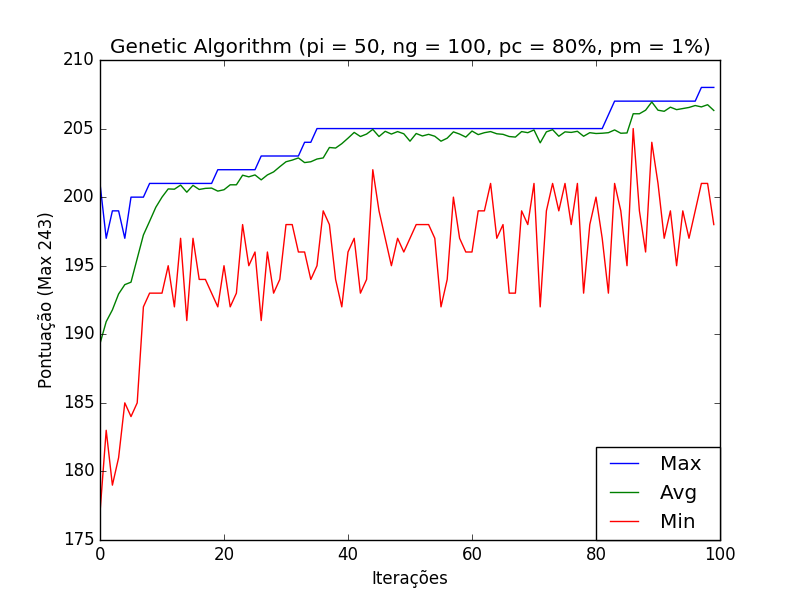 Genetic Algorithm (pi = 50, ng = 100, pc = 80%, pm = 1%)
210
205
200
195
190
185
180
175
Pontuação (Max 243)
0
20
40
60
80
100
Iterações
Max
Avg
Min